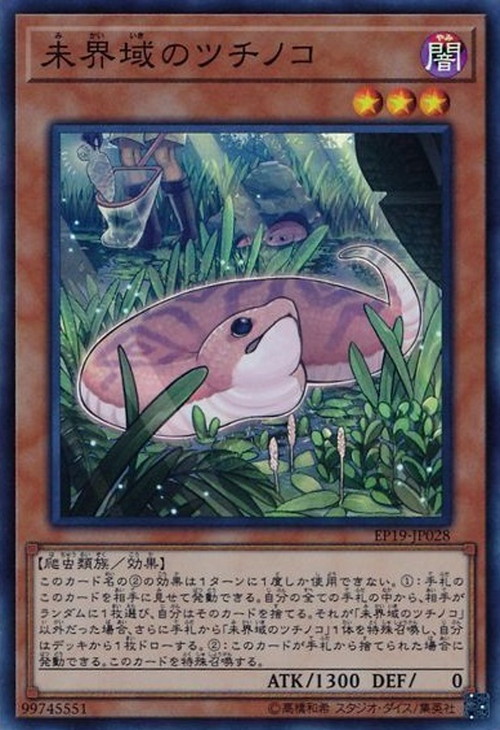 未界域のツチノコ
闇
EP19-JP028
【爬虫類族/効果】
このカード名の②の効果は1ターンに1度しか使用できない。①:手札の
このカードを相手に見せて発動できる。自分の全ての手札の中から、相手が
ランダムに1枚選び、自分はそのカードを捨てる。それが「未界域のツチノコ」
以外だった場合、さらに手札から「未界域のツチノコ」1体を特殊召喚し、自分
はデッキから1枚ドローする。②:このカードが手札から捨てられた場合に
発動できる。このカードを特殊召喚する。
ATK/1300 DEF/ 0
99745551 ©高橋和希 スタジオ・ダイス/集英社